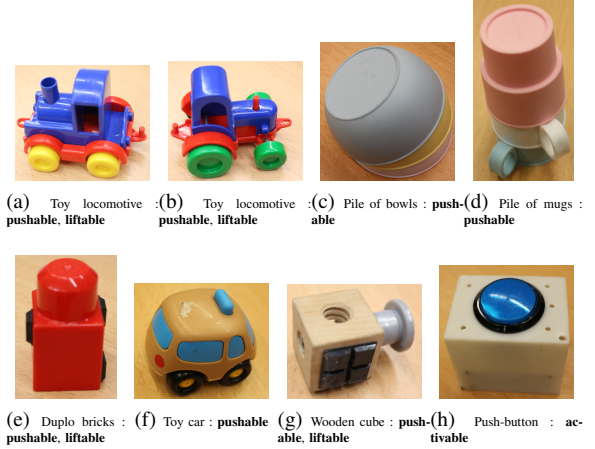 (a) Toy locomotive :
pushable, liftable
(b) Toy locomotive :
pushable, liftable
(c) Pile of bowls : push-
able
(d) Pile of mugs :
pushable
(e) Duplo bricks :
pushable, liftable
(f) Toy car : pushable
(g) Wooden cube : push-
able, liftable
(h) Push-button : ac-
tivable